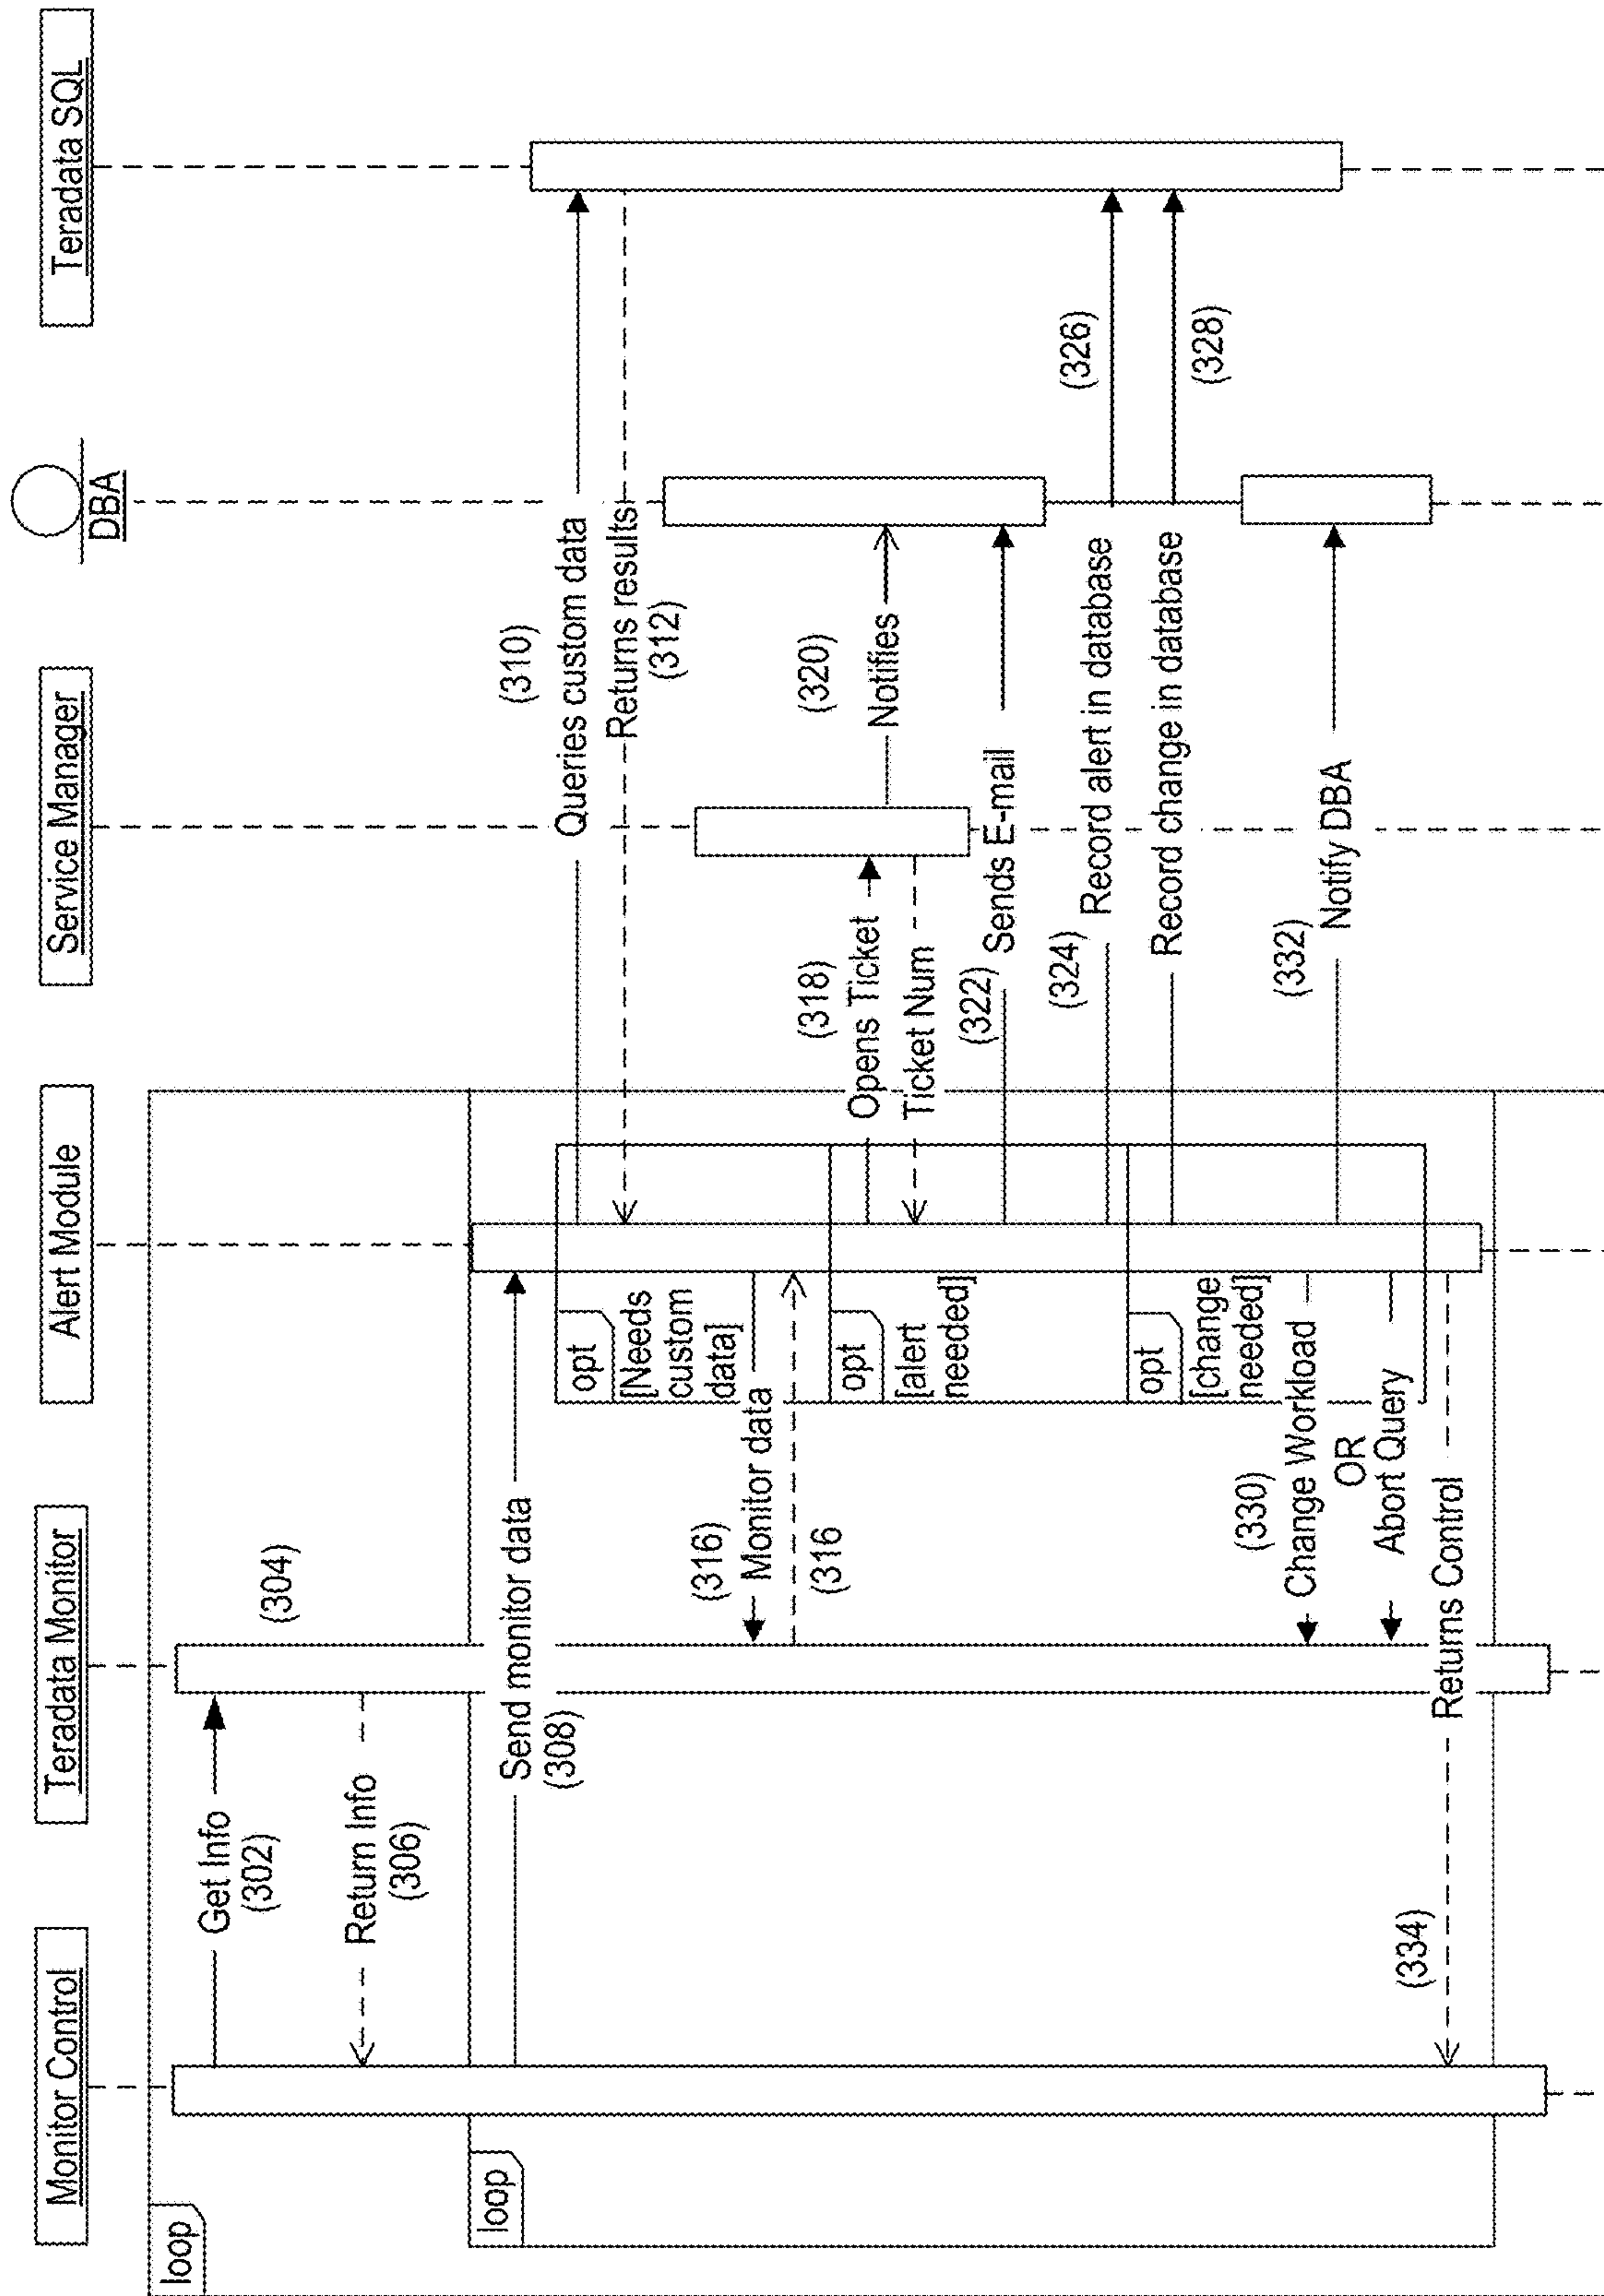 Monitor Control
Teradata Monitor
Alert Module
Service Manager
DBA
Teradata SQL
loop
Get Info
(302)
(304)
Return Info
(306)
loop
Send monitor data
(308)
(310)
Queries custom data
Returns results
(312)
opt
[Needs
custom
data]
(316)
Monitor data
(316
opt
[alert
needed]
(318)
Opens Ticket
Ticket Num
(320)
Notifies
(322)
Sends E-mail
(324)
Record alert in database
(326)
Record change in database
(328)
opt
[change
needed]
(330)
Change Workload
OR
Abort Query
(332)
Notify DBA
Returns Control
(334)